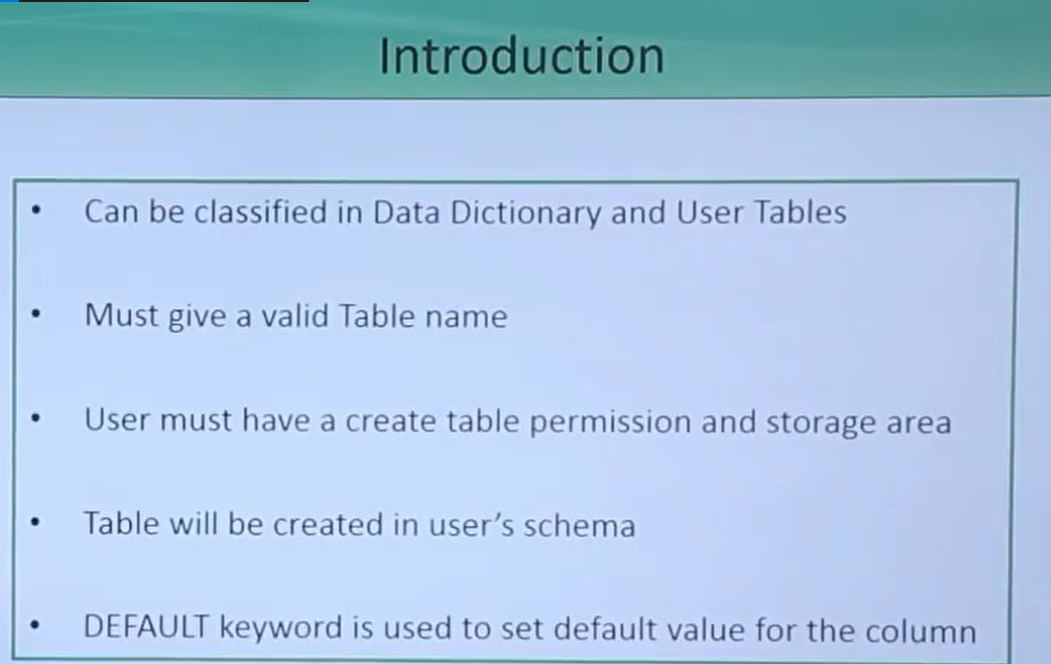 Introduction
• Can be classified in Data Dictionary and User Tables
• Must give a valid Table name
• User must have a create table permission and storage area
• Table will be created in user’s schema
• DEFAULT keyword is used to set default value for the column